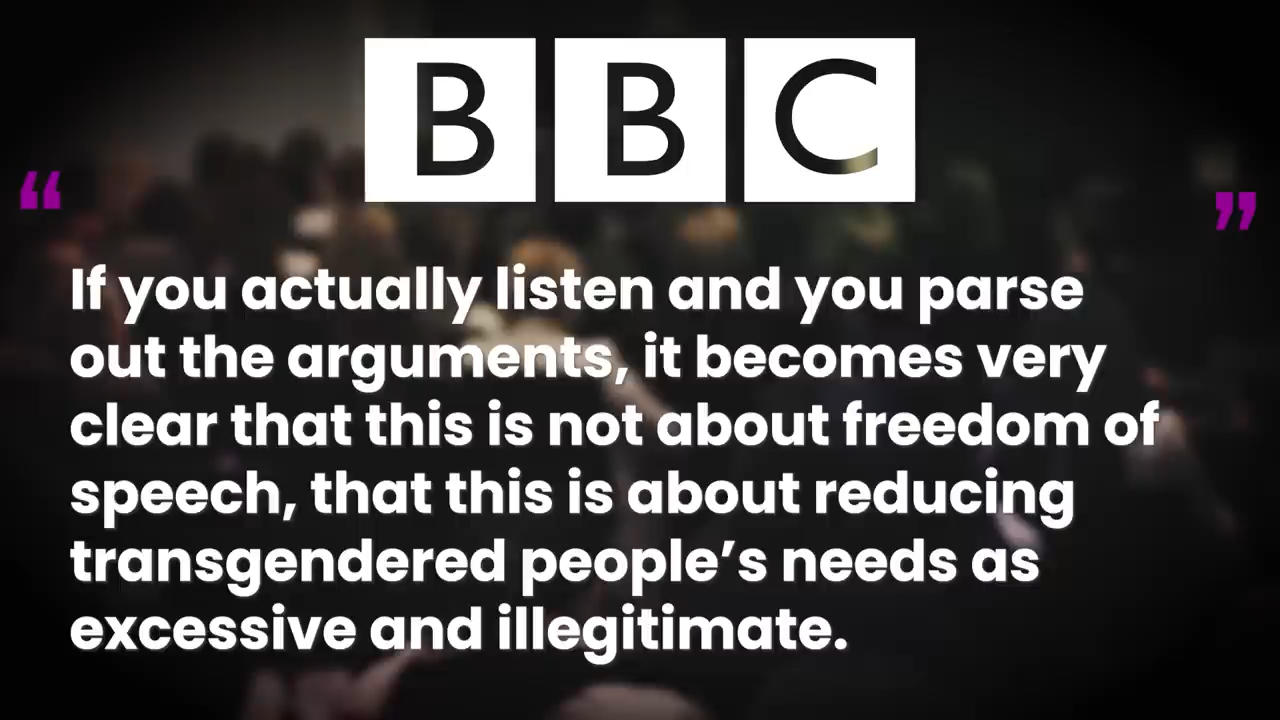 BBC
“ ”
If you actually listen and you parse
out the arguments, it becomes very
clear that this is not about freedom of
speech, that this is about reducing
transgendered people’s needs as
excessive and illegitimate.